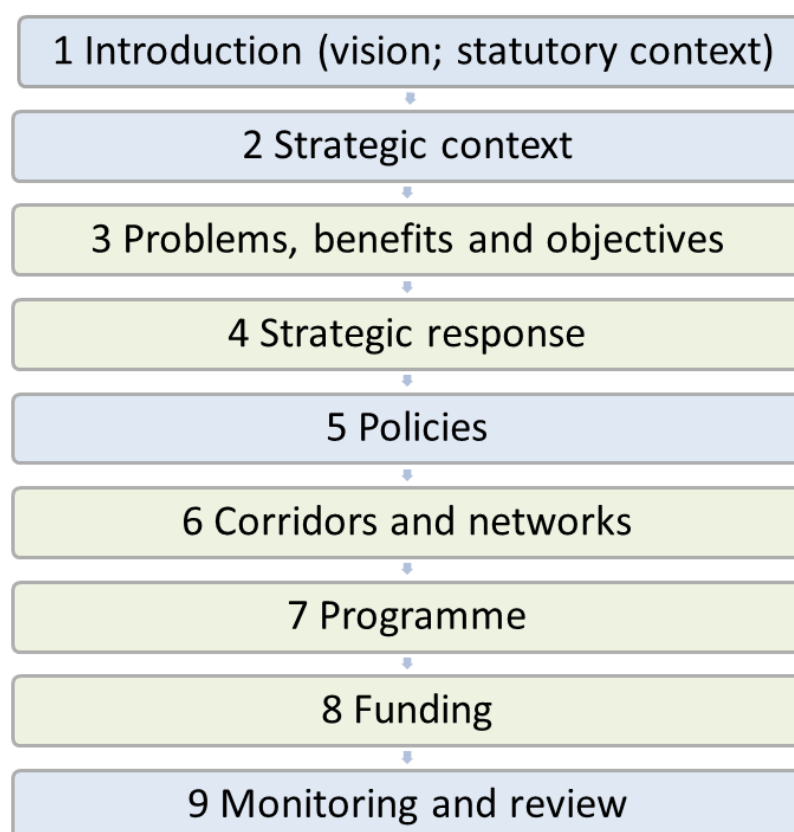 1 Introduction (vision; statutory context)
2 Strategic context
3 Problems, benefits and objectives
4 Strategic response
5 Policies
6 Corridors and networks
7 Programme
8 Funding
9 Monitoring and review